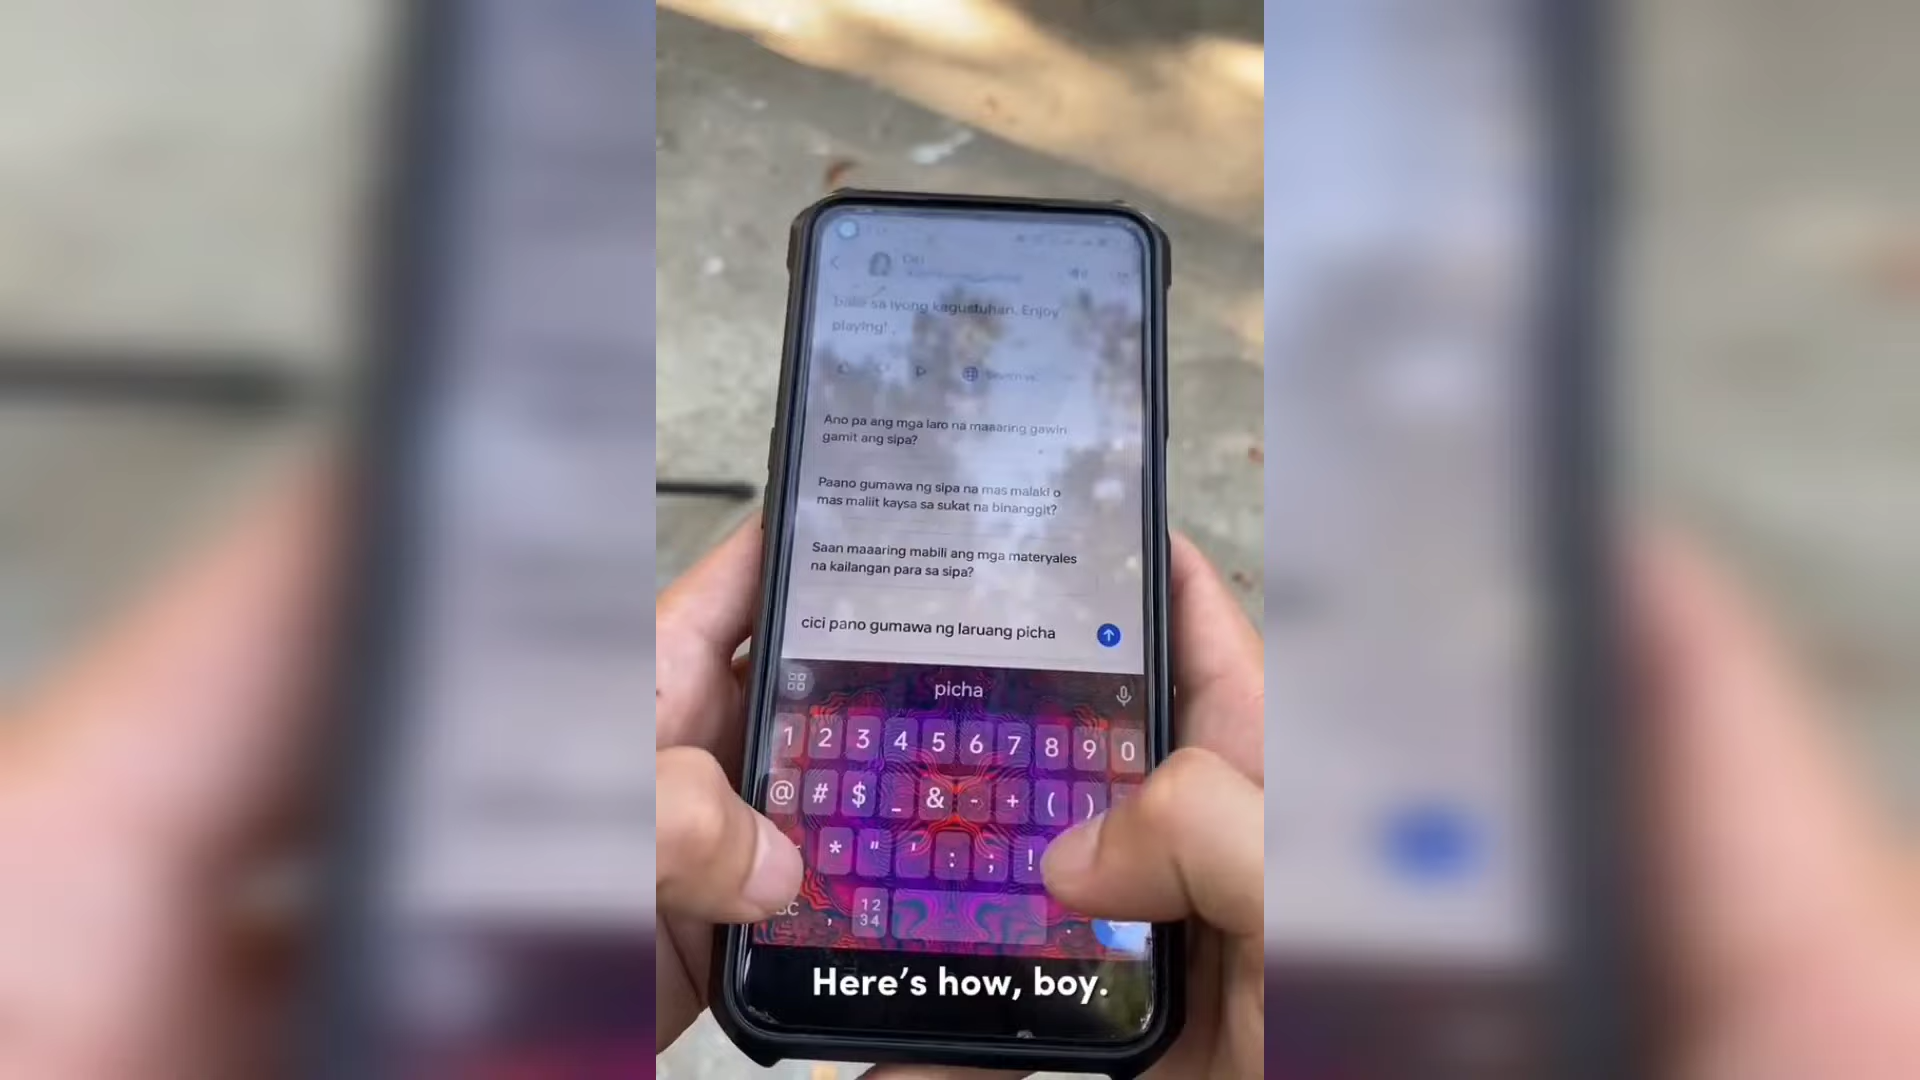 sa iyong kagustuhan. Enjoy
playing!
Ano pa ang mga laro na maaaring gawin
gamit ang sipa?
Paano gumawa ng sipa na mas malaki o
mas maliit kaysa sa sukat na binanggit?
Saan maaaring mabili ang mga materyales
na kailangan para sa sipa?
cici pano gumawa ng laruang picha
picha
1 2 3 4 5 6 7 8 9 0
@ # $ _ & - + ( )
* " ' : ; !
, 12 .
34
Here's how, boy.